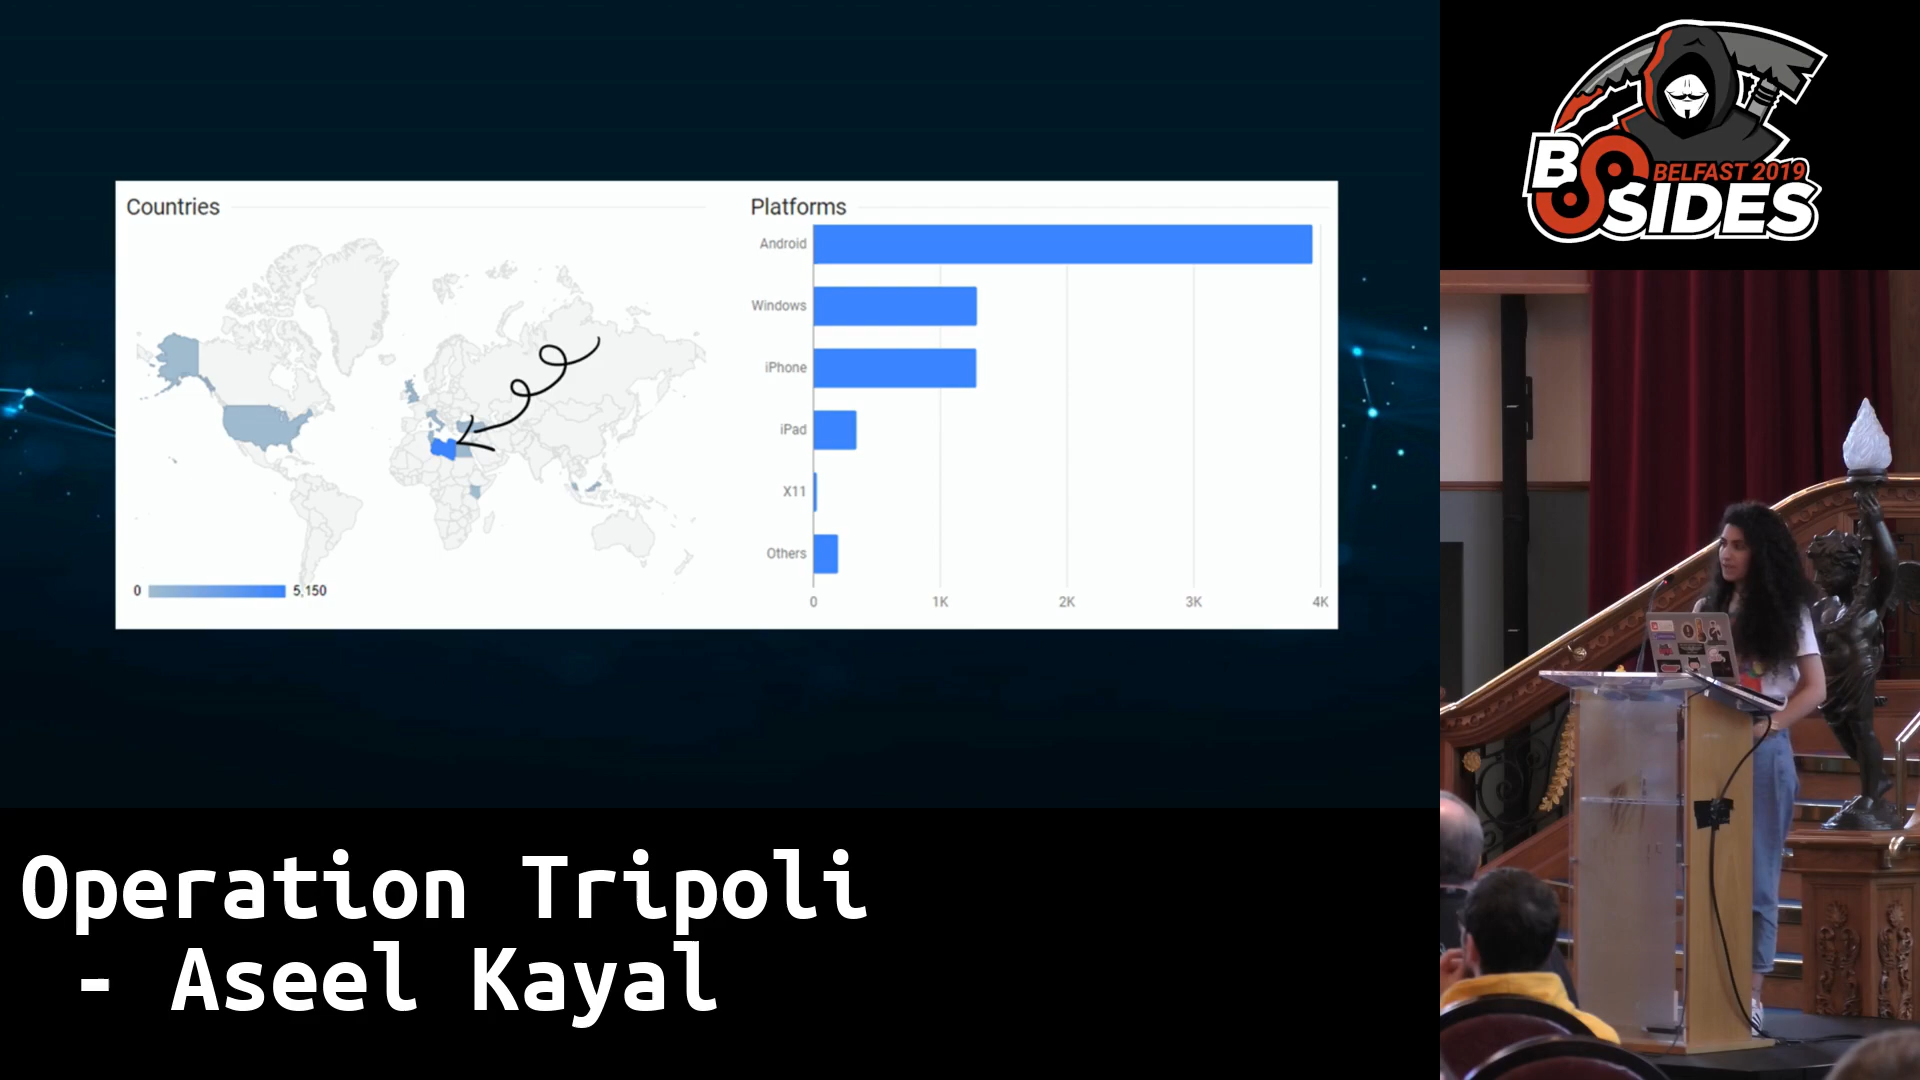 Countries
0
5,150
Platforms
Android
Windows
iPhone
iPad
X11
Others
0
1K
2K
3K
4K
BSIDES
BELFAST 2019
Operation Tripoli
- Aseel Kayal